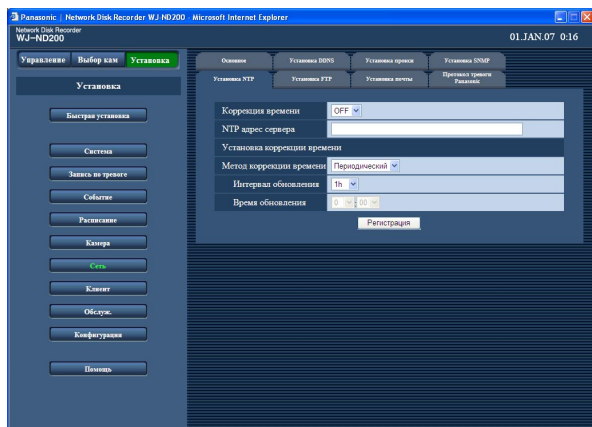 Panasonic | Network Disk Recorder WJ-ND200 - Microsoft Internet Explorer
Network Disk Recorder
WJ-ND200
01.JAN.07 0:16
Управление Выбор кам Установка
Установка
Быстрая установка
Система
Запись по тревоге
Событие
Расписание
Камера
Сеть
Клиент
Обслуж.
Конфигурация
Помощь
Основное Установка DDNS Установка прокси Установка SNMP
Установка NTP Установка FTP Установка почты Протокол тревоги Panasonic
Коррекция времени OFF
NTP адрес сервера
Установка коррекции времени
Метод коррекции времени Периодический
Интервал обновления 1h
Время обновления 0 : 00
Регистрация